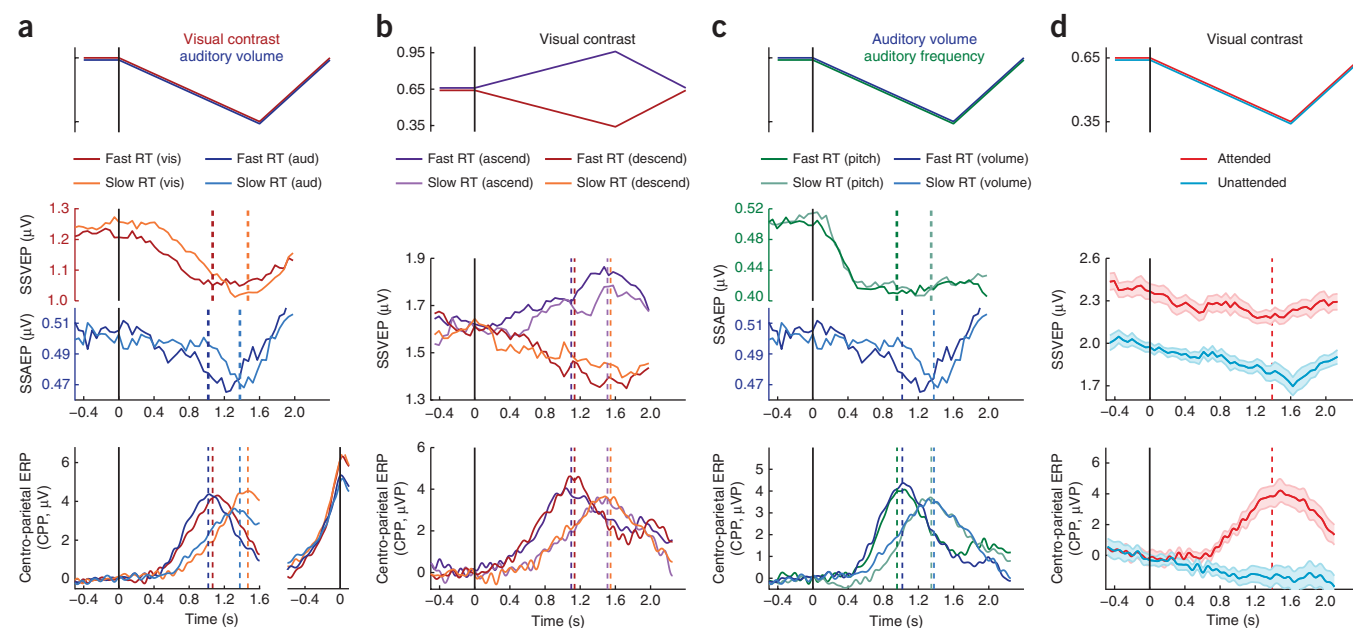 a
Visual contrast
auditory volume
Fast RT (vis) Fast RT (aud)
Slow RT (vis) Slow RT (aud)
SSVEP (μV)
1.3
1.2
1.1
1.0
SSAEP (μV)
0.51
0.49
0.47
−0.4 0 0.4 0.8 1.2 1.6 2.0
Centro-parietal ERP
(CPP, μV)
6
4
2
0
−0.4 0 0.4 0.8 1.2 1.6 −0.4 0
Time (s)
b
Visual contrast
0.95
0.65
0.35
Fast RT (ascend) Fast RT (descend)
Slow RT (ascend) Slow RT (descend)
SSVEP (μV)
1.9
1.7
1.5
1.3
−0.4 0 0.4 0.8 1.2 1.6 2.0
Centro-parietal ERP
(CPP, μVP)
6
4
2
0
−0.4 0 0.4 0.8 1.2 1.6 2.0
Time (s)
c
Auditory volume
auditory frequency
Fast RT (pitch) Fast RT (volume)
Slow RT (pitch) Slow RT (volume)
SSAEP (μV)
0.52
0.48
0.44
0.40
0.51
0.49
0.47
−0.4 0 0.4 0.8 1.2 1.6 2.0
Centro-parietal ERP
(CPP, μVP)
5
4
3
2
1
0
−0.4 0 0.4 0.8 1.2 1.6 2.0
Time (s)
d
Visual contrast
0.65
0.35
Attended
Unattended
SSVEP (μV)
2.6
2.3
2.0
1.7
−0.4 0 0.4 0.8 1.2 1.6 2.0
Centro-parietal ERP
(CPP, μVP)
6
4
2
0
−0.4 0 0.4 0.8 1.2 1.6 2.0
Time (s)